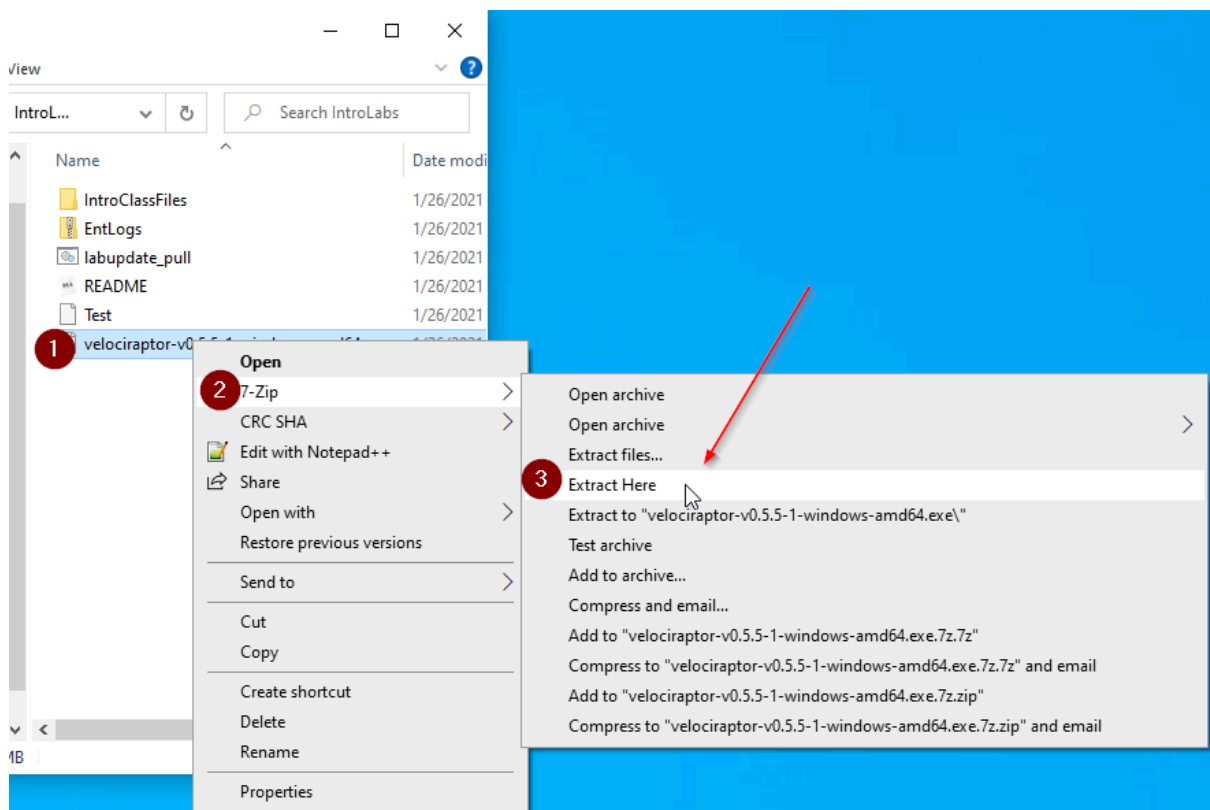 View
?
IntroL...
Search IntroLabs
Name
Date modi
IntroClassFiles
1/26/2021
EntLogs
1/26/2021
labupdate_pull
1/26/2021
README
1/26/2021
Test
1/26/2021
1
velociraptor-v0
Open
2
7-Zip
CRC SHA
Edit with Notepad++
Share
Open with
Restore previous versions
Send to
Cut
Copy
Create shortcut
Delete
Rename
Properties
Open archive
Open archive
Extract files...
3
Extract Here
Extract to "velociraptor-v0.5.5-1-windows-amd64.exe\"
Test archive
Add to archive...
Compress and email...
Add to "velociraptor-v0.5.5-1-windows-amd64.exe.7z.7z"
Compress to "velociraptor-v0.5.5-1-windows-amd64.exe.7z.7z" and email
Add to "velociraptor-v0.5.5-1-windows-amd64.exe.7z.zip"
Compress to "velociraptor-v0.5.5-1-windows-amd64.exe.7z.zip" and email
MB